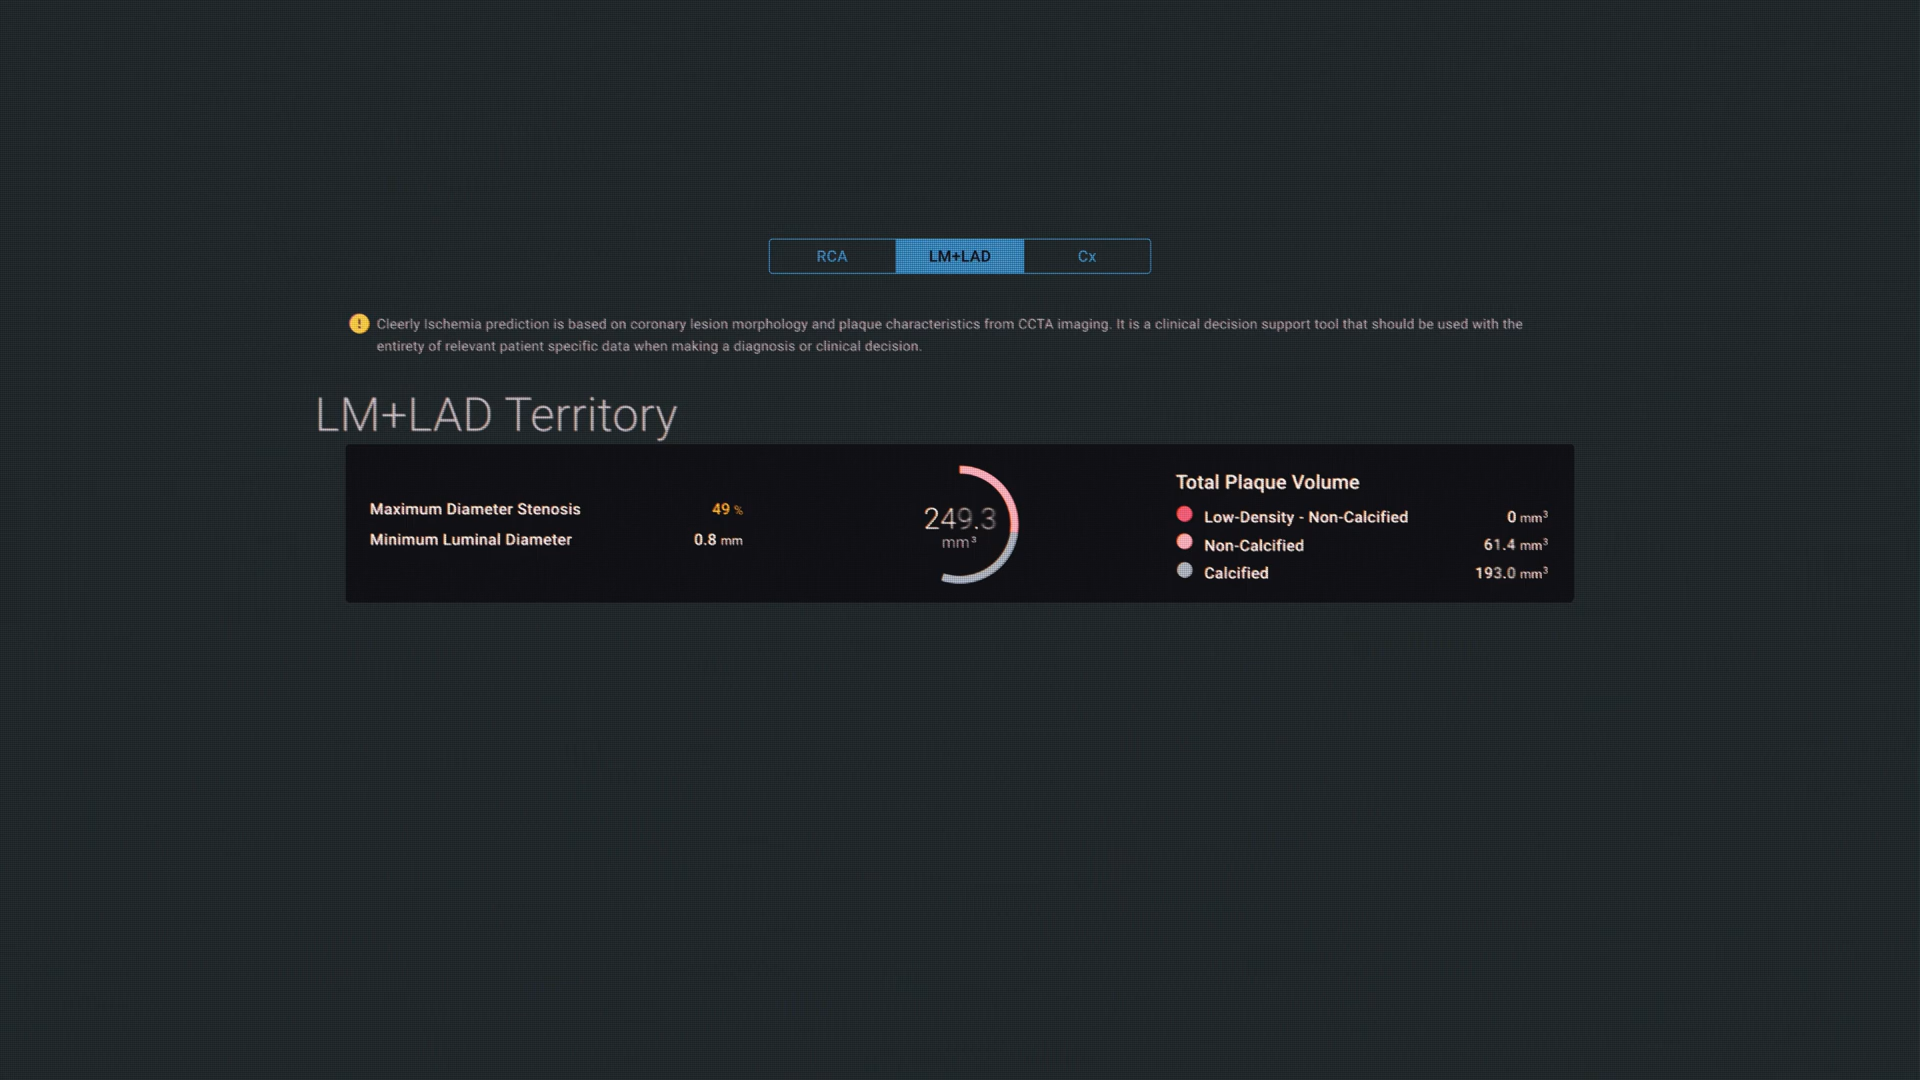 RCA
LM+LAD
Cx
! Cleerly Ischemia prediction is based on coronary lesion morphology and plaque characteristics from CCTA imaging. It is a clinical decision support tool that should be used with the
entirety of relevant patient specific data when making a diagnosis or clinical decision.
LM+LAD Territory
Maximum Diameter Stenosis 49 %
Minimum Luminal Diameter 0.8 mm
249.3
mm³
Total Plaque Volume
Low-Density - Non-Calcified 0 mm³
Non-Calcified 61.4 mm³
Calcified 193.0 mm³